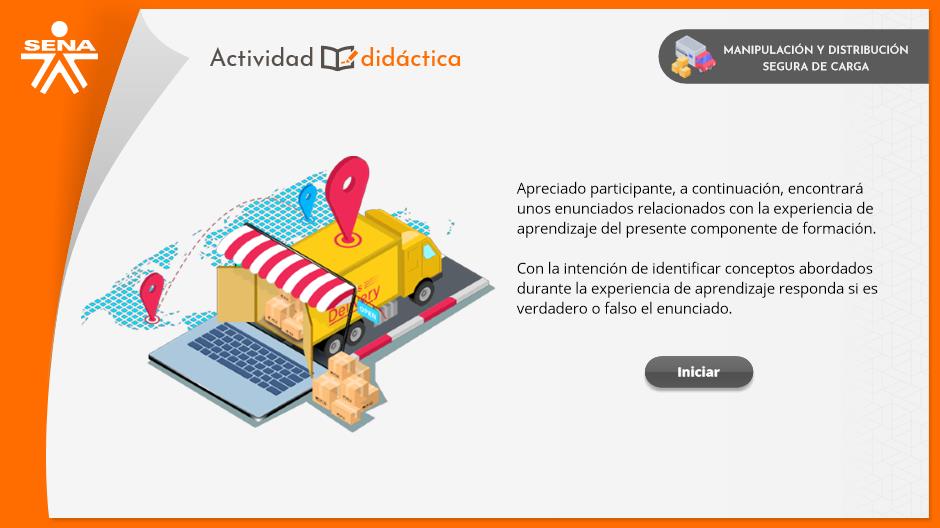 SENA
Actividad didáctica
MANIPULACIÓN Y DISTRIBUCIÓN
SEGURA DE CARGA
Apreciado participante, a continuación, encontrará
unos enunciados relacionados con la experiencia de
aprendizaje del presente componente de formación.
Con la intención de identificar conceptos abordados
durante la experiencia de aprendizaje responda si es
verdadero o falso el enunciado.
Iniciar
OPEN